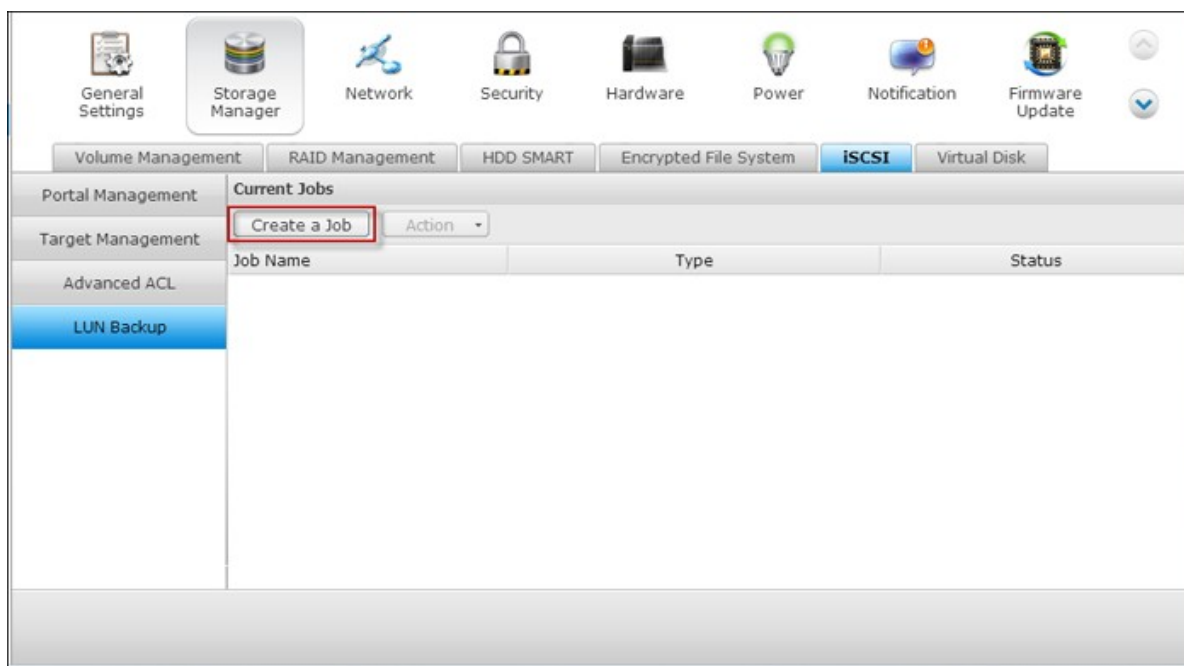 General Settings
Storage Manager
Network
Security
Hardware
Power
Notification
Firmware Update
Volume Management
RAID Management
HDD SMART
Encrypted File System
iSCSI
Virtual Disk
Portal Management
Target Management
Advanced ACL
LUN Backup
Current Jobs
Create a Job
Action
Job Name
Type
Status